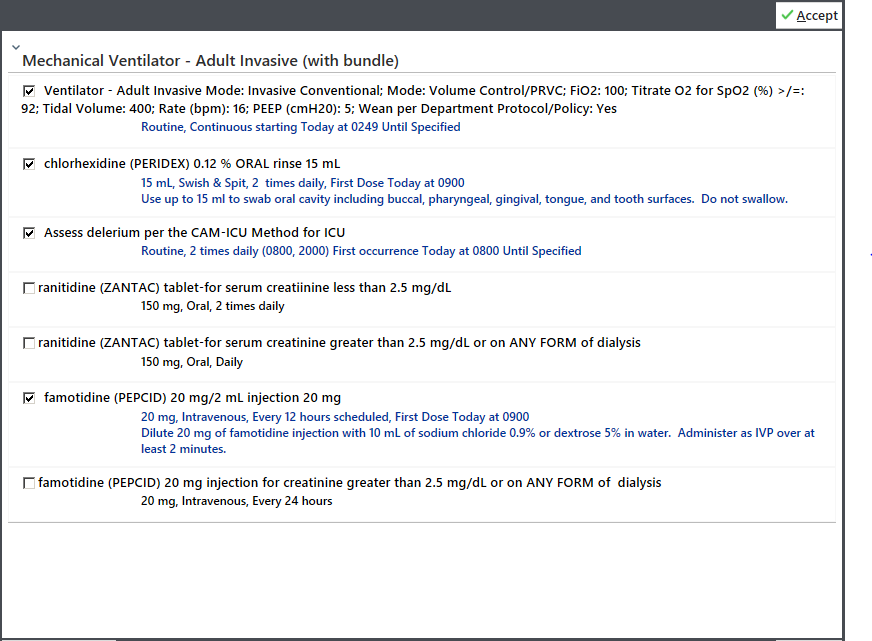 Accept
Mechanical Ventilator - Adult Invasive (with bundle)
Ventilator - Adult Invasive Mode: Invasive Conventional; Mode: Volume Control/PRVC; FiO2: 100; Titrate O2 for SpO2 (%) >/=:
92; Tidal Volume: 400; Rate (bpm): 16; PEEP (cmH20): 5; Wean per Department Protocol/Policy: Yes
Routine, Continuous starting Today at 0249 Until Specified
chlorhexidine (PERIDEX) 0.12 % ORAL rinse 15 mL
15 mL, Swish & Spit, 2 times daily, First Dose Today at 0900
Use up to 15 ml to swab oral cavity including buccal, pharyngeal, gingival, tongue, and tooth surfaces. Do not swallow.
Assess delerium per the CAM-ICU Method for ICU
Routine, 2 times daily (0800, 2000) First occurrence Today at 0800 Until Specified
ranitidine (ZANTAC) tablet-for serum creatiinine less than 2.5 mg/dL
150 mg, Oral, 2 times daily
ranitidine (ZANTAC) tablet-for serum creatinine greater than 2.5 mg/dL or on ANY FORM of dialysis
150 mg, Oral, Daily
famotidine (PEPCID) 20 mg/2 mL injection 20 mg
20 mg, Intravenous, Every 12 hours scheduled, First Dose Today at 0900
Dilute 20 mg of famotidine injection with 10 mL of sodium chloride 0.9% or dextrose 5% in water. Administer as IVP over at
least 2 minutes.
famotidine (PEPCID) 20 mg injection for creatinine greater than 2.5 mg/dL or on ANY FORM of dialysis
20 mg, Intravenous, Every 24 hours